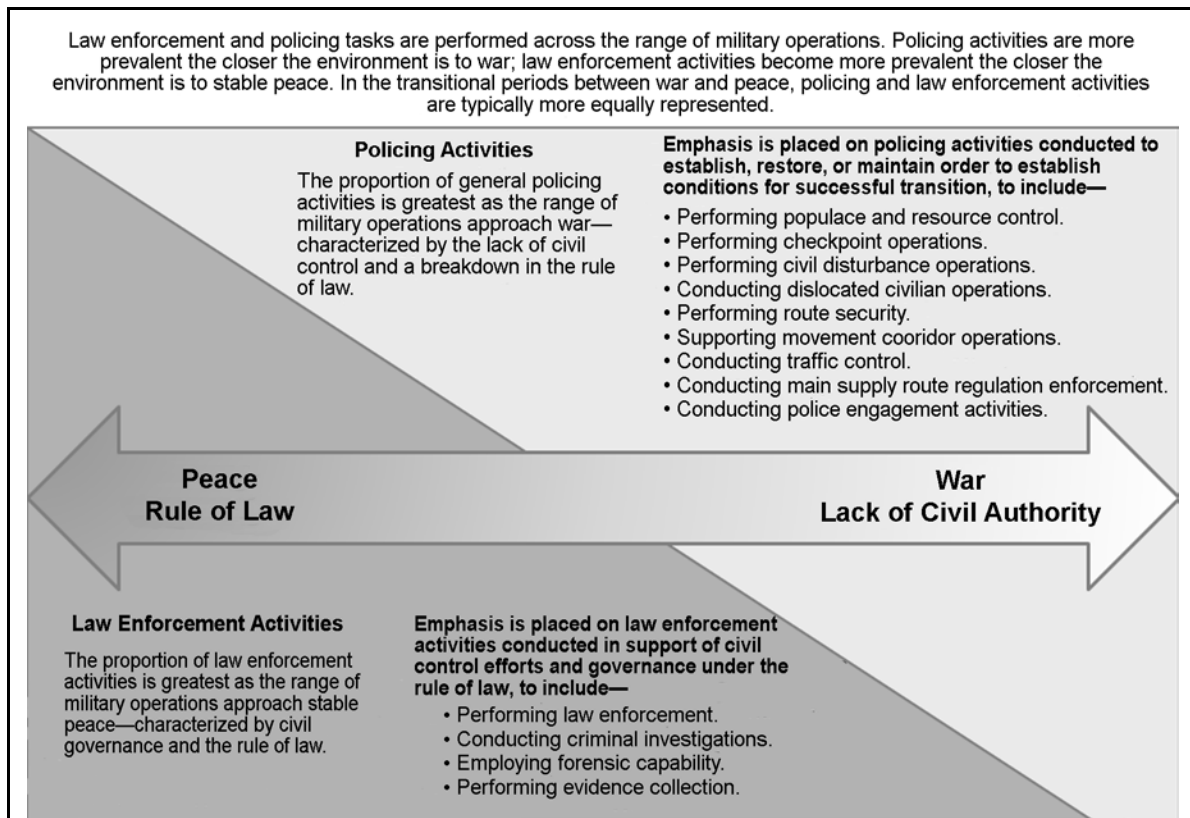 Law enforcement and policing tasks are performed across the range of military operations. Policing activities are more
prevalent the closer the environment is to war; law enforcement activities become more prevalent the closer the
environment is to stable peace. In the transitional periods between war and peace, policing and law enforcement activities
are typically more equally represented.
Policing Activities
The proportion of general policing
activities is greatest as the range of
military operations approach war—
characterized by the lack of civil
control and a breakdown in the rule
of law.
Emphasis is placed on policing activities conducted to
establish, restore, or maintain order to establish
conditions for successful transition, to include—
• Performing populace and resource control.
• Performing checkpoint operations.
• Performing civil disturbance operations.
• Conducting dislocated civilian operations.
• Performing route security.
• Supporting movement cooridor operations.
• Conducting traffic control.
• Conducting main supply route regulation enforcement.
• Conducting police engagement activities.
Peace
Rule of Law
War
Lack of Civil Authority
Law Enforcement Activities
The proportion of law enforcement
activities is greatest as the range of
military operations approach stable
peace—characterized by civil
governance and the rule of law.
Emphasis is placed on law enforcement
activities conducted in support of civil
control efforts and governance under the
rule of law, to include—
• Performing law enforcement.
• Conducting criminal investigations.
• Employing forensic capability.
• Performing evidence collection.